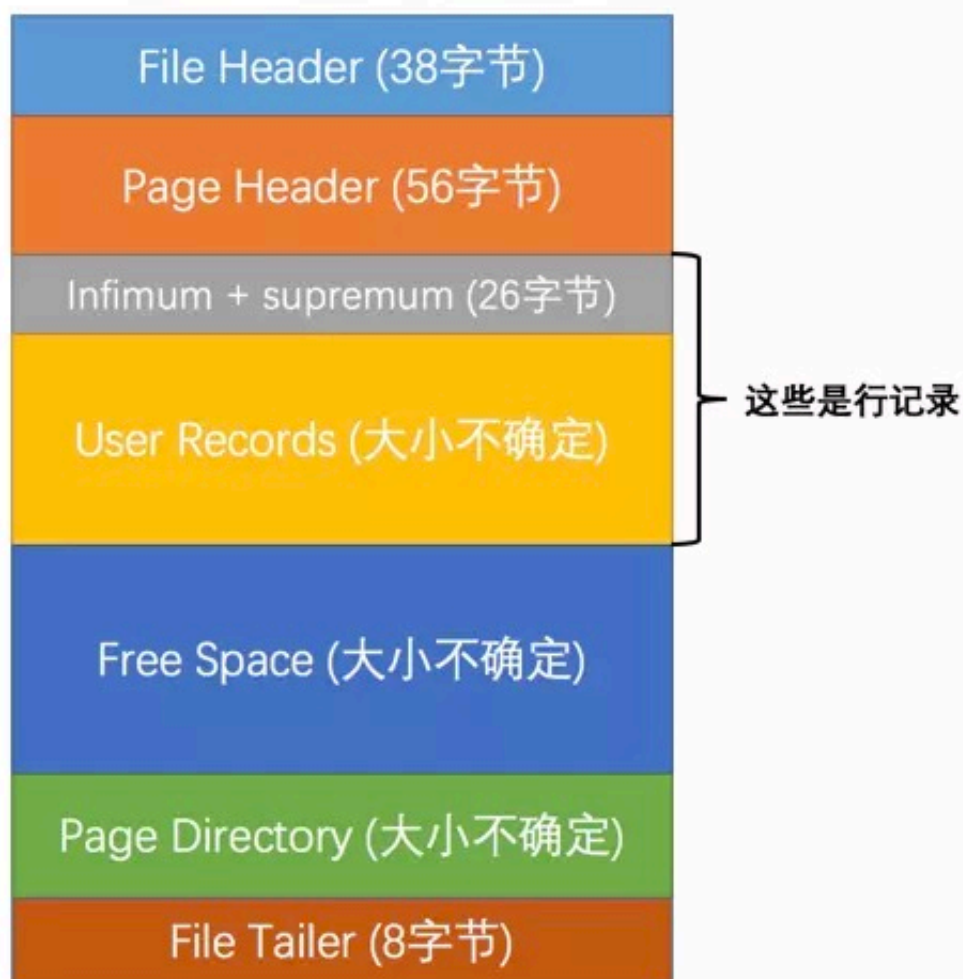 File Header (38字节)
Page Header (56字节)
Infimum + supremum (26字节)
User Records (大小不确定)
这些是行记录
Free Space (大小不确定)
Page Directory (大小不确定)
File Tailer (8字节)